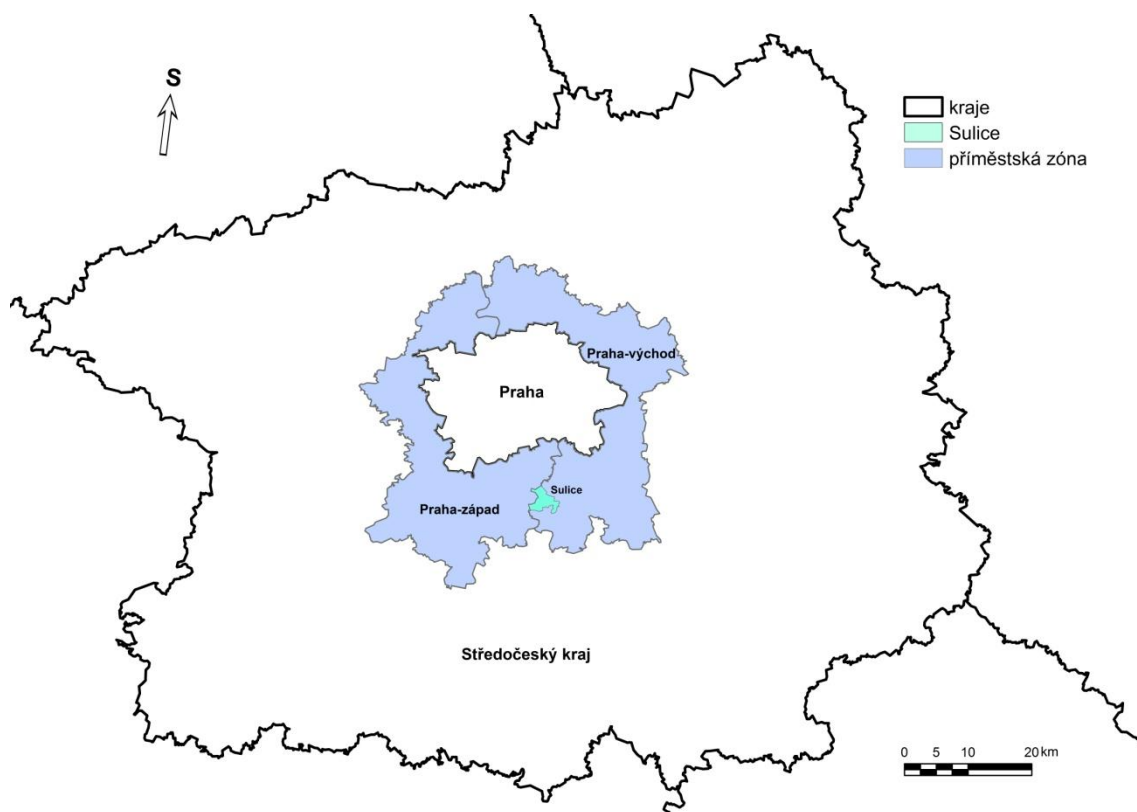 S
kraje
Sulice
příměstská zóna
Praha-východ
Praha
Sulice
Praha-západ
Středočeský kraj
0 5 10 20 km